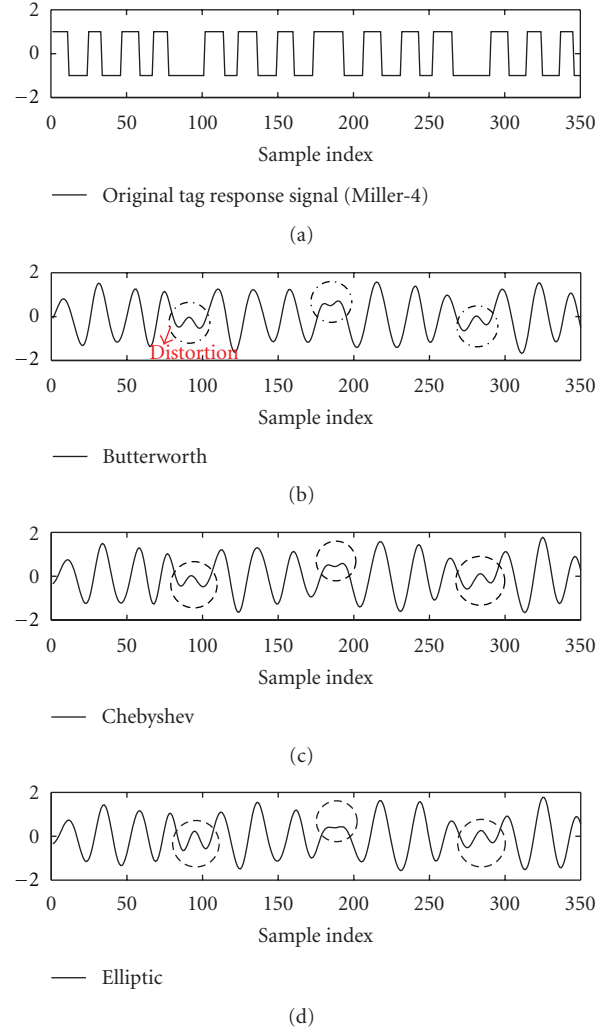 2
0
−2
0 50 100 150 200 250 300 350
Sample index
Original tag response signal (Miller-4)
(a)
2
0
−2
Distortion
0 50 100 150 200 250 300 350
Sample index
Butterworth
(b)
2
0
−2
0 50 100 150 200 250 300 350
Sample index
Chebyshev
(c)
2
0
−2
0 50 100 150 200 250 300 350
Sample index
Elliptic
(d)